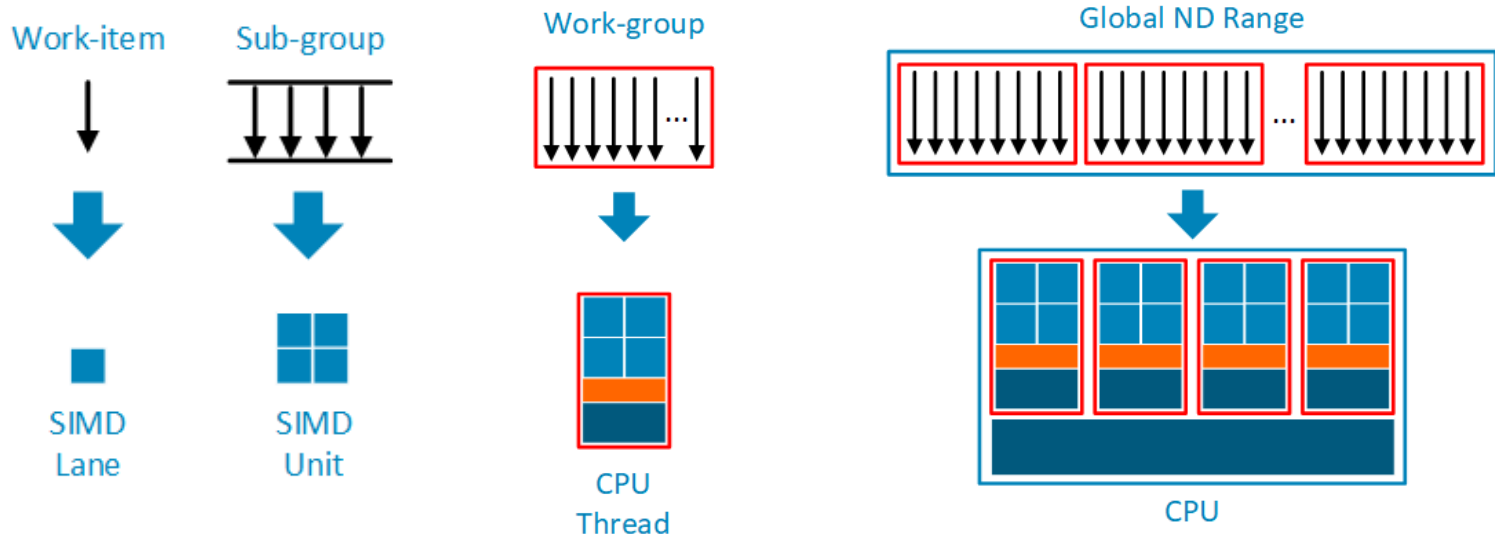 Work-item
Sub-group
Work-group
Global ND Range
...
...
SIMD
Lane
SIMD
Unit
CPU
Thread
CPU